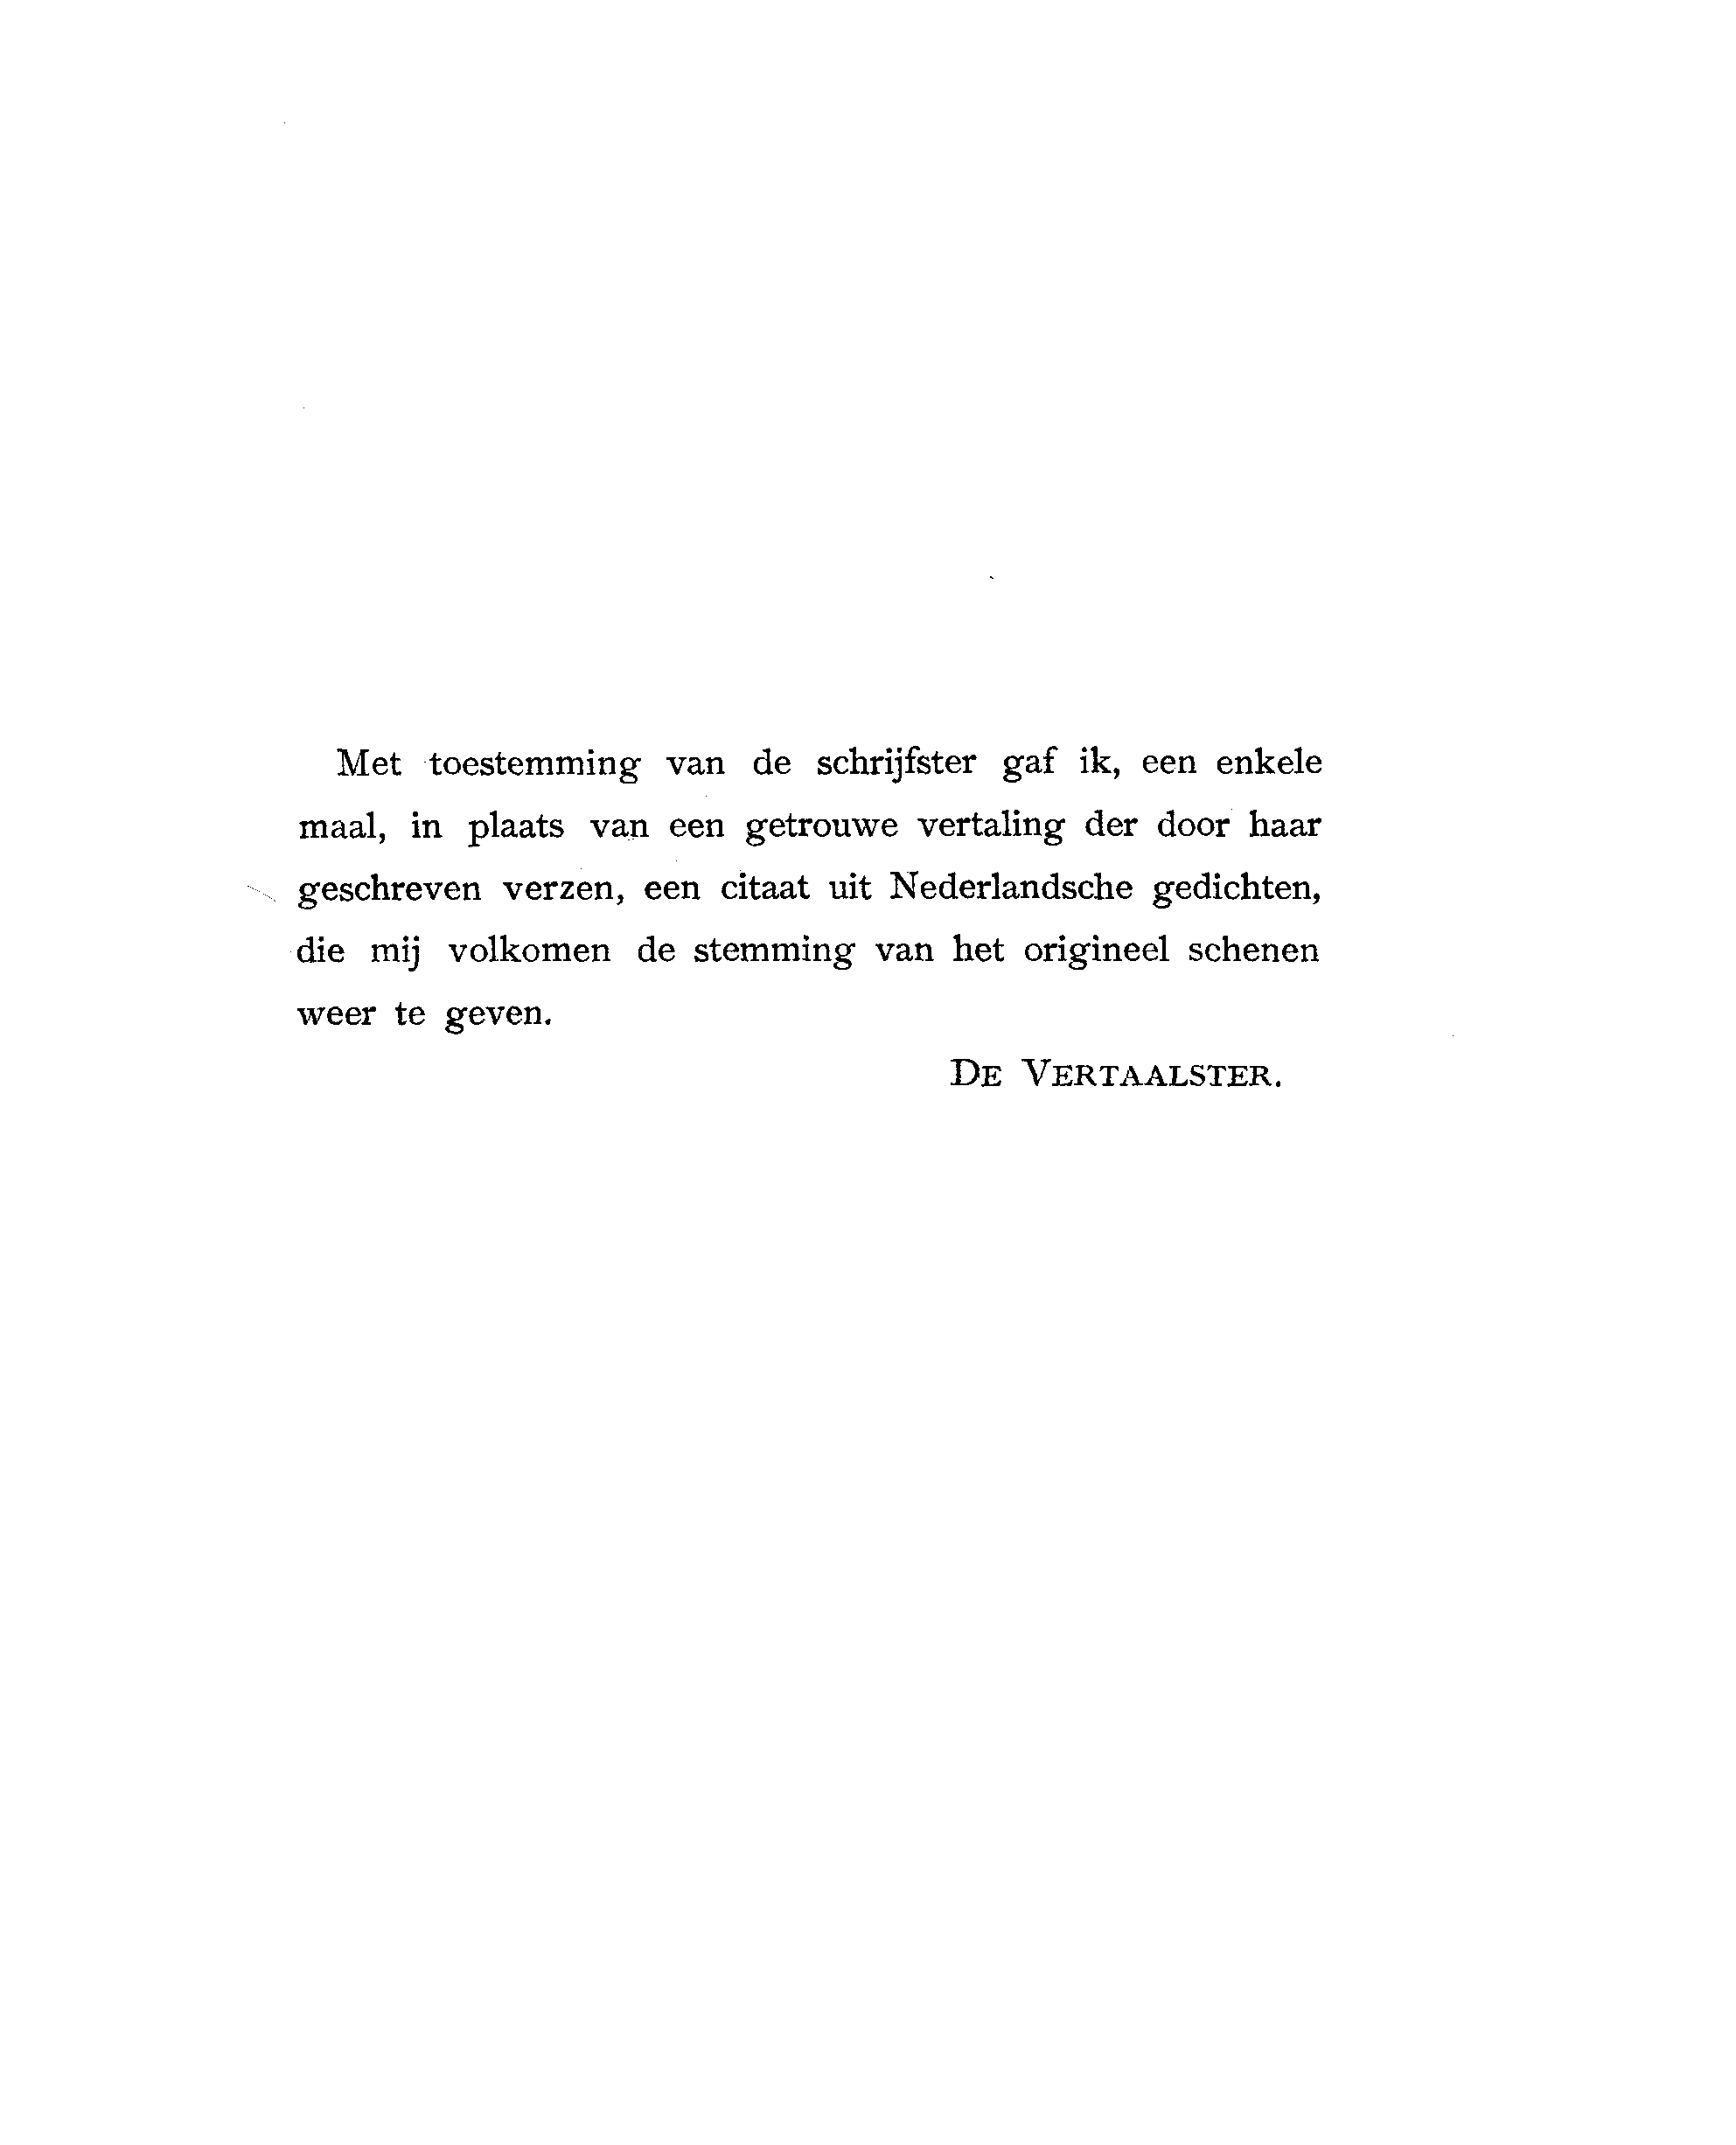 Met toestemming van de schrijfster gaf ik, een enkele
maal, in plaats van een getrouwe vertaling der door haar
geschreven verzen, een citaat uit Nederlandsche gedichten,
die mij volkomen de stemming van het origineel schenen
weer te geven.
DE VERTAALSTER.